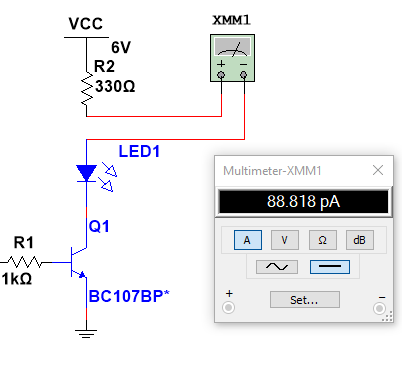 VCC
XMM1
6V
R2
330Ω
+ -
LED1
Q1
R1
1kΩ
BC107BP*
Multimeter-XMM1
88.818 pA
A V Ω dB
+ Set... -